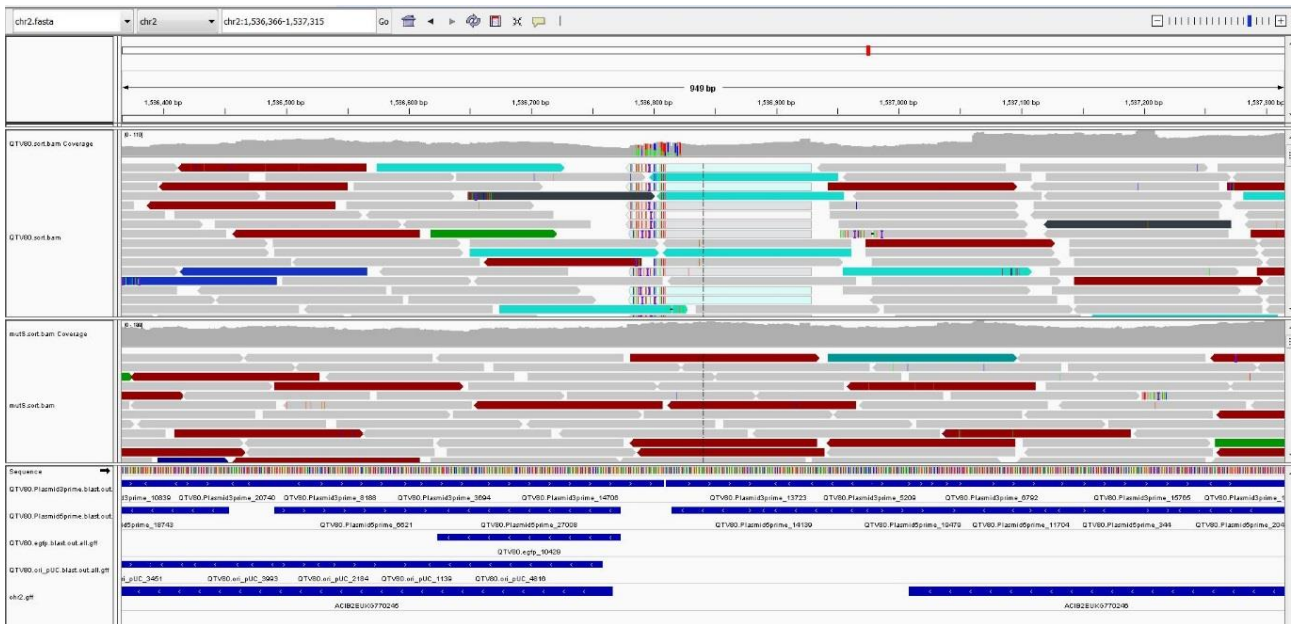 chr2.fasta chr2 chr2:1,536,366-1,537,315 Go
949 bp
1,536,400 bp 1,536,500 bp 1,536,600 bp 1,536,700 bp 1,536,800 bp 1,536,900 bp 1,537,000 bp 1,537,100 bp 1,537,200 bp 1,537,300 bp
QTV80.sort.bam Coverage
QTV80.sort.bam
mutS.sort.bam Coverage
mutS.sort.bam
Sequence
QTV80.Plasmid3prime.blast.out.
QTV80.Plasmid3prime_20740 QTV80.Plasmid3prime_8188 QTV80.Plasmid3prime_3694 QTV80.Plasmid3prime_14706 QTV80.Plasmid3prime_13723 QTV80.Plasmid3prime_5209 QTV80.Plasmid3prime_6792 QTV80.Plasmid3prime_15765
QTV80.Plasmid5prime.blast.out.
QTV80.Plasmid5prime_6621 QTV80.Plasmid5prime_27008 QTV80.Plasmid5prime_14139 QTV80.Plasmid5prime_19479 QTV80.Plasmid5prime_11704 QTV80.Plasmid5prime_344
QTV80.egfp.blast.out.all.gff
QTV80.egfp_10429
QTV80.ori_pUC.blast.out.all.gff
ori_pUC_3451 QTV80.ori_pUC_3993 QTV80.ori_pUC_2184 QTV80.ori_pUC_1139 QTV80.ori_pUC_4816
chr2.gff
ACIB2EUKG770245 ACIB2EUKG770246